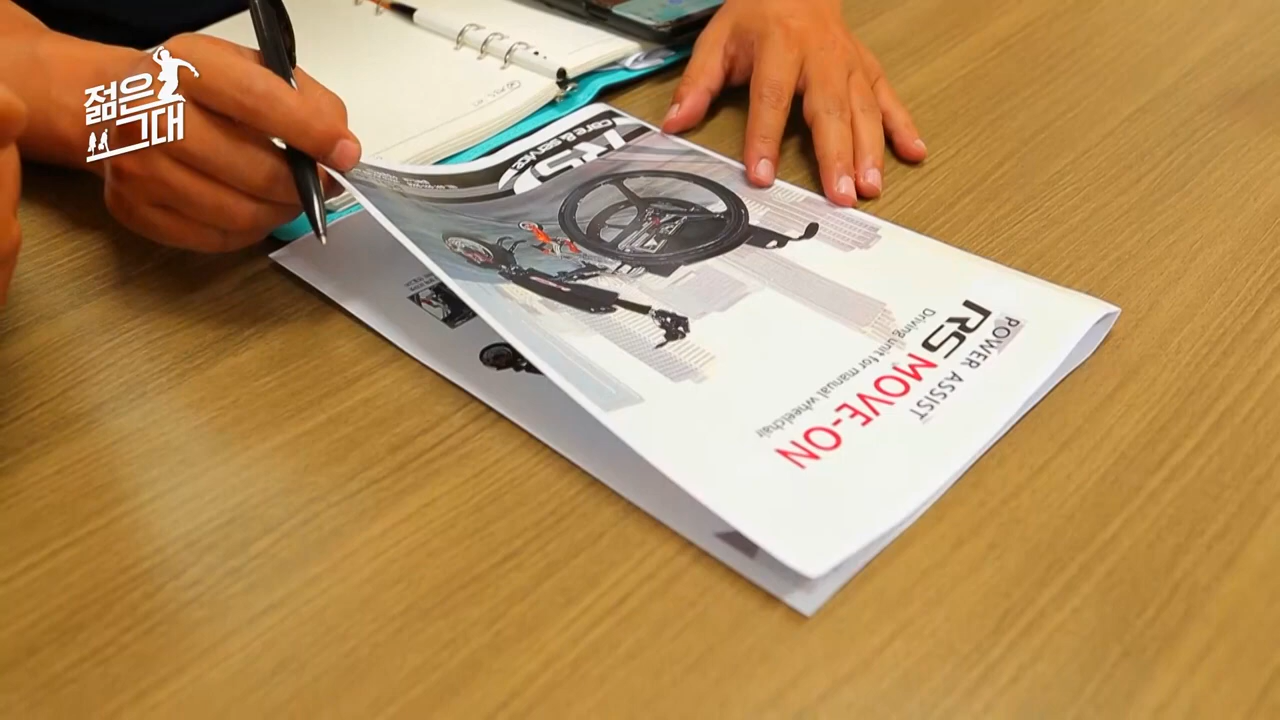 젊은
그대
RS
care & service
POWER ASSIST
RS MOVE-ON
Driving unit for manual wheelchair